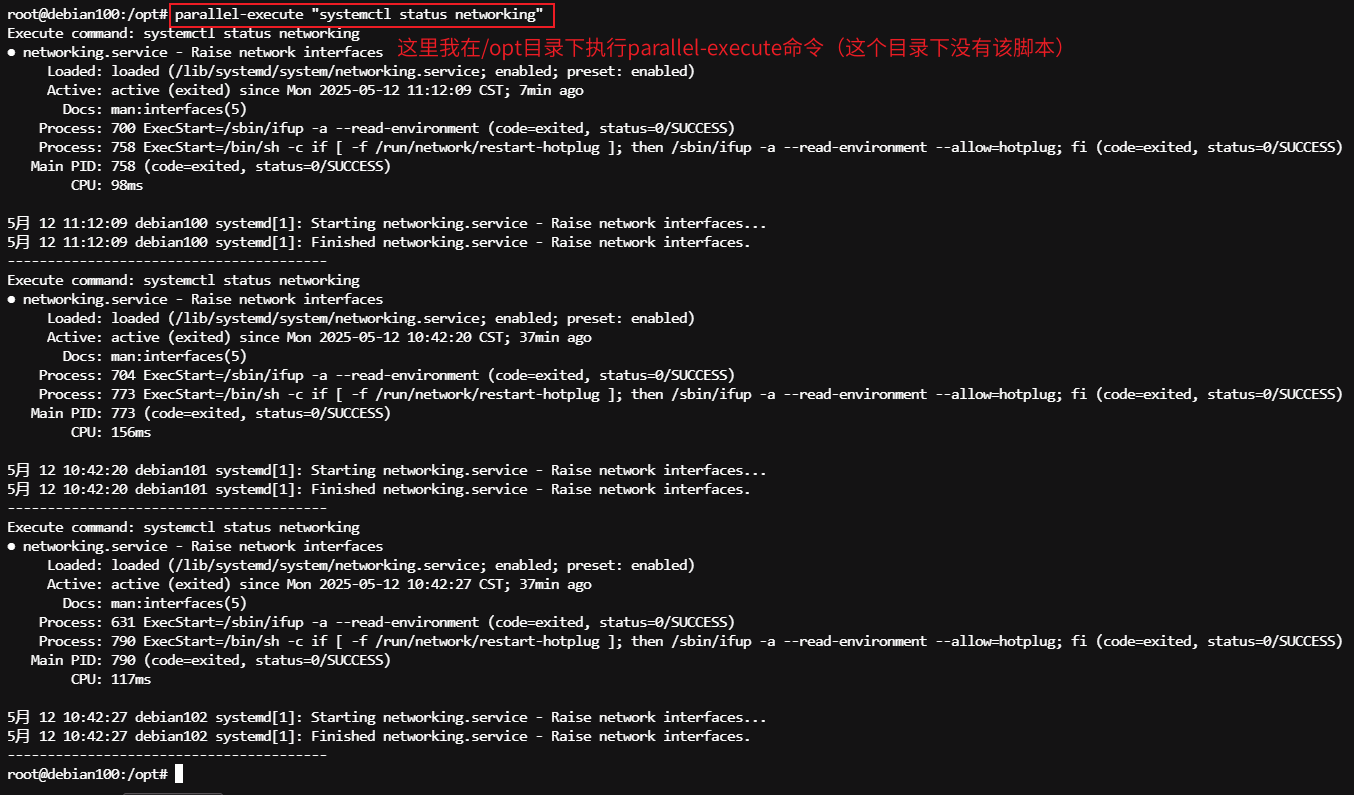 root@debian100:/opt# parallel-execute "systemctl status networking"
Execute command: systemctl status networking
● networking.service - Raise network interfaces 这里我在/opt目录下执行parallel-execute命令（这个目录下没有该脚本）
Loaded: loaded (/lib/systemd/system/networking.service; enabled; preset: enabled)
Active: active (exited) since Mon 2025-05-12 11:12:09 CST; 7min ago
Docs: man:interfaces(5)
Process: 700 ExecStart=/sbin/ifup -a --read-environment (code=exited, status=0/SUCCESS)
Process: 758 ExecStart=/bin/sh -c if [ -f /run/network/restart-hotplug ]; then /sbin/ifup -a --read-environment --allow=hotplug; fi (code=exited, status=0/SUCCESS)
Main PID: 758 (code=exited, status=0/SUCCESS)
CPU: 98ms
5月 12 11:12:09 debian100 systemd[1]: Starting networking.service - Raise network interfaces...
5月 12 11:12:09 debian100 systemd[1]: Finished networking.service - Raise network interfaces.
----------------------------------------
Execute command: systemctl status networking
● networking.service - Raise network interfaces
Loaded: loaded (/lib/systemd/system/networking.service; enabled; preset: enabled)
Active: active (exited) since Mon 2025-05-12 10:42:20 CST; 37min ago
Docs: man:interfaces(5)
Process: 704 ExecStart=/sbin/ifup -a --read-environment (code=exited, status=0/SUCCESS)
Process: 773 ExecStart=/bin/sh -c if [ -f /run/network/restart-hotplug ]; then /sbin/ifup -a --read-environment --allow=hotplug; fi (code=exited, status=0/SUCCESS)
Main PID: 773 (code=exited, status=0/SUCCESS)
CPU: 156ms
5月 12 10:42:20 debian101 systemd[1]: Starting networking.service - Raise network interfaces...
5月 12 10:42:20 debian101 systemd[1]: Finished networking.service - Raise network interfaces.
----------------------------------------
Execute command: systemctl status networking
● networking.service - Raise network interfaces
Loaded: loaded (/lib/systemd/system/networking.service; enabled; preset: enabled)
Active: active (exited) since Mon 2025-05-12 10:42:27 CST; 37min ago
Docs: man:interfaces(5)
Process: 631 ExecStart=/sbin/ifup -a --read-environment (code=exited, status=0/SUCCESS)
Process: 790 ExecStart=/bin/sh -c if [ -f /run/network/restart-hotplug ]; then /sbin/ifup -a --read-environment --allow=hotplug; fi (code=exited, status=0/SUCCESS)
Main PID: 790 (code=exited, status=0/SUCCESS)
CPU: 117ms
5月 12 10:42:27 debian102 systemd[1]: Starting networking.service - Raise network interfaces...
5月 12 10:42:27 debian102 systemd[1]: Finished networking.service - Raise network interfaces.
----------------------------------------
root@debian100:/opt#